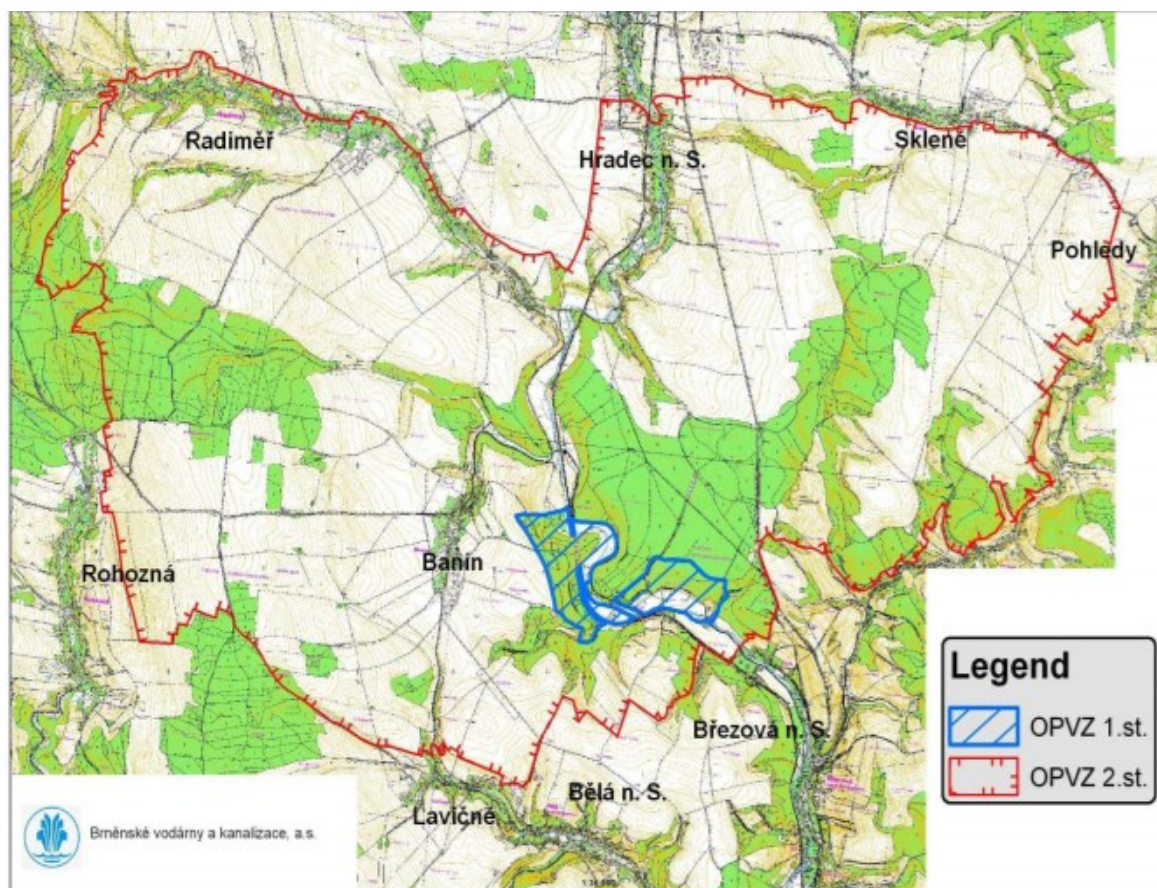 Radiměř
Hradec n. S.
Sklené
Pohledy
Banín
Rohozná
Březová n. S.
Bělá n. S.
Lavičné
Legend
OPVZ 1.st.
OPVZ 2.st.
Brněnské vodárny a kanalizace, a.s.